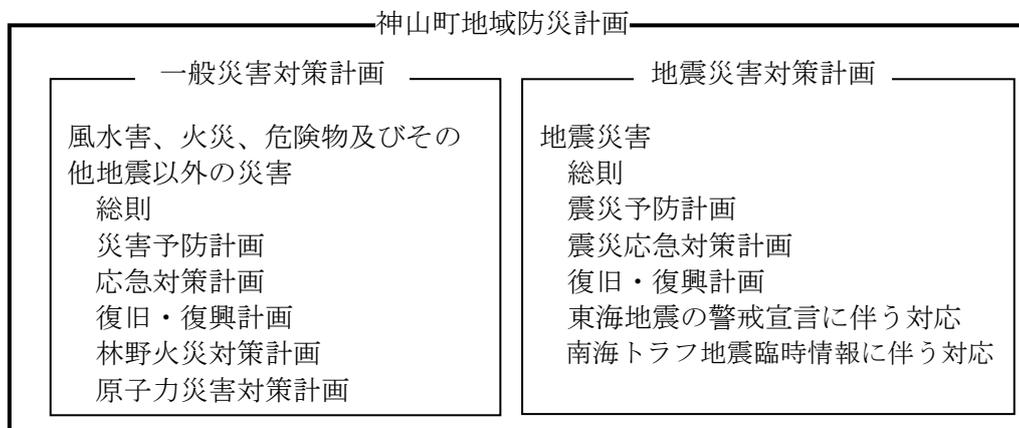 神山町地域防災計画
一般災害対策計画
風水害、火災、危険物及びその
他地震以外の災害
総則
災害予防計画
応急対策計画
復旧・復興計画
林野火災対策計画
原子力災害対策計画
地震災害対策計画
地震災害
総則
震災予防計画
震災応急対策計画
復旧・復興計画
東海地震の警戒宣言に伴う対応
南海トラフ地震臨時情報に伴う対応